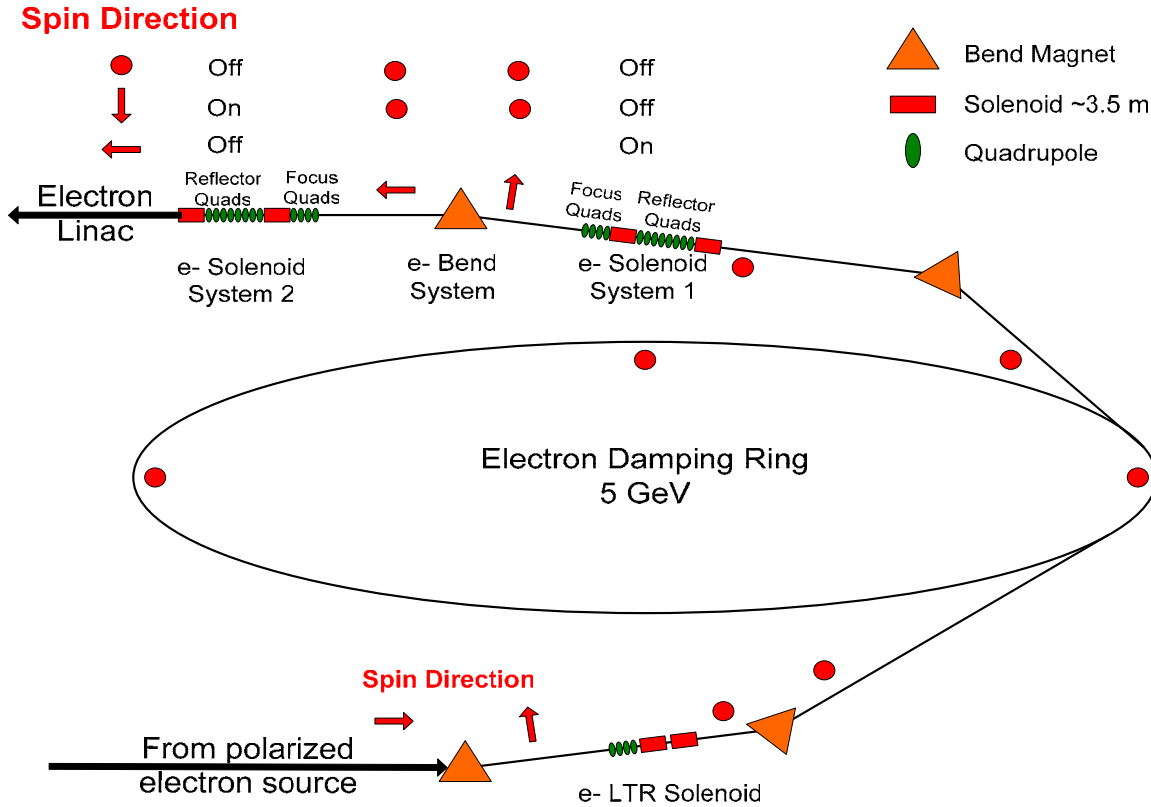 Spin Direction
Off
Off
On
Off
Off
On
Bend Magnet
Solenoid ~3.5 m
Quadrupole
Electron
Linac
Reflector
Quads
Focus
Quads
Focus
Quads
Reflector
Quads
e- Solenoid
System 2
e- Bend
System
e- Solenoid
System 1
Electron Damping Ring
5 GeV
Spin Direction
From polarized
electron source
e- LTR Solenoid